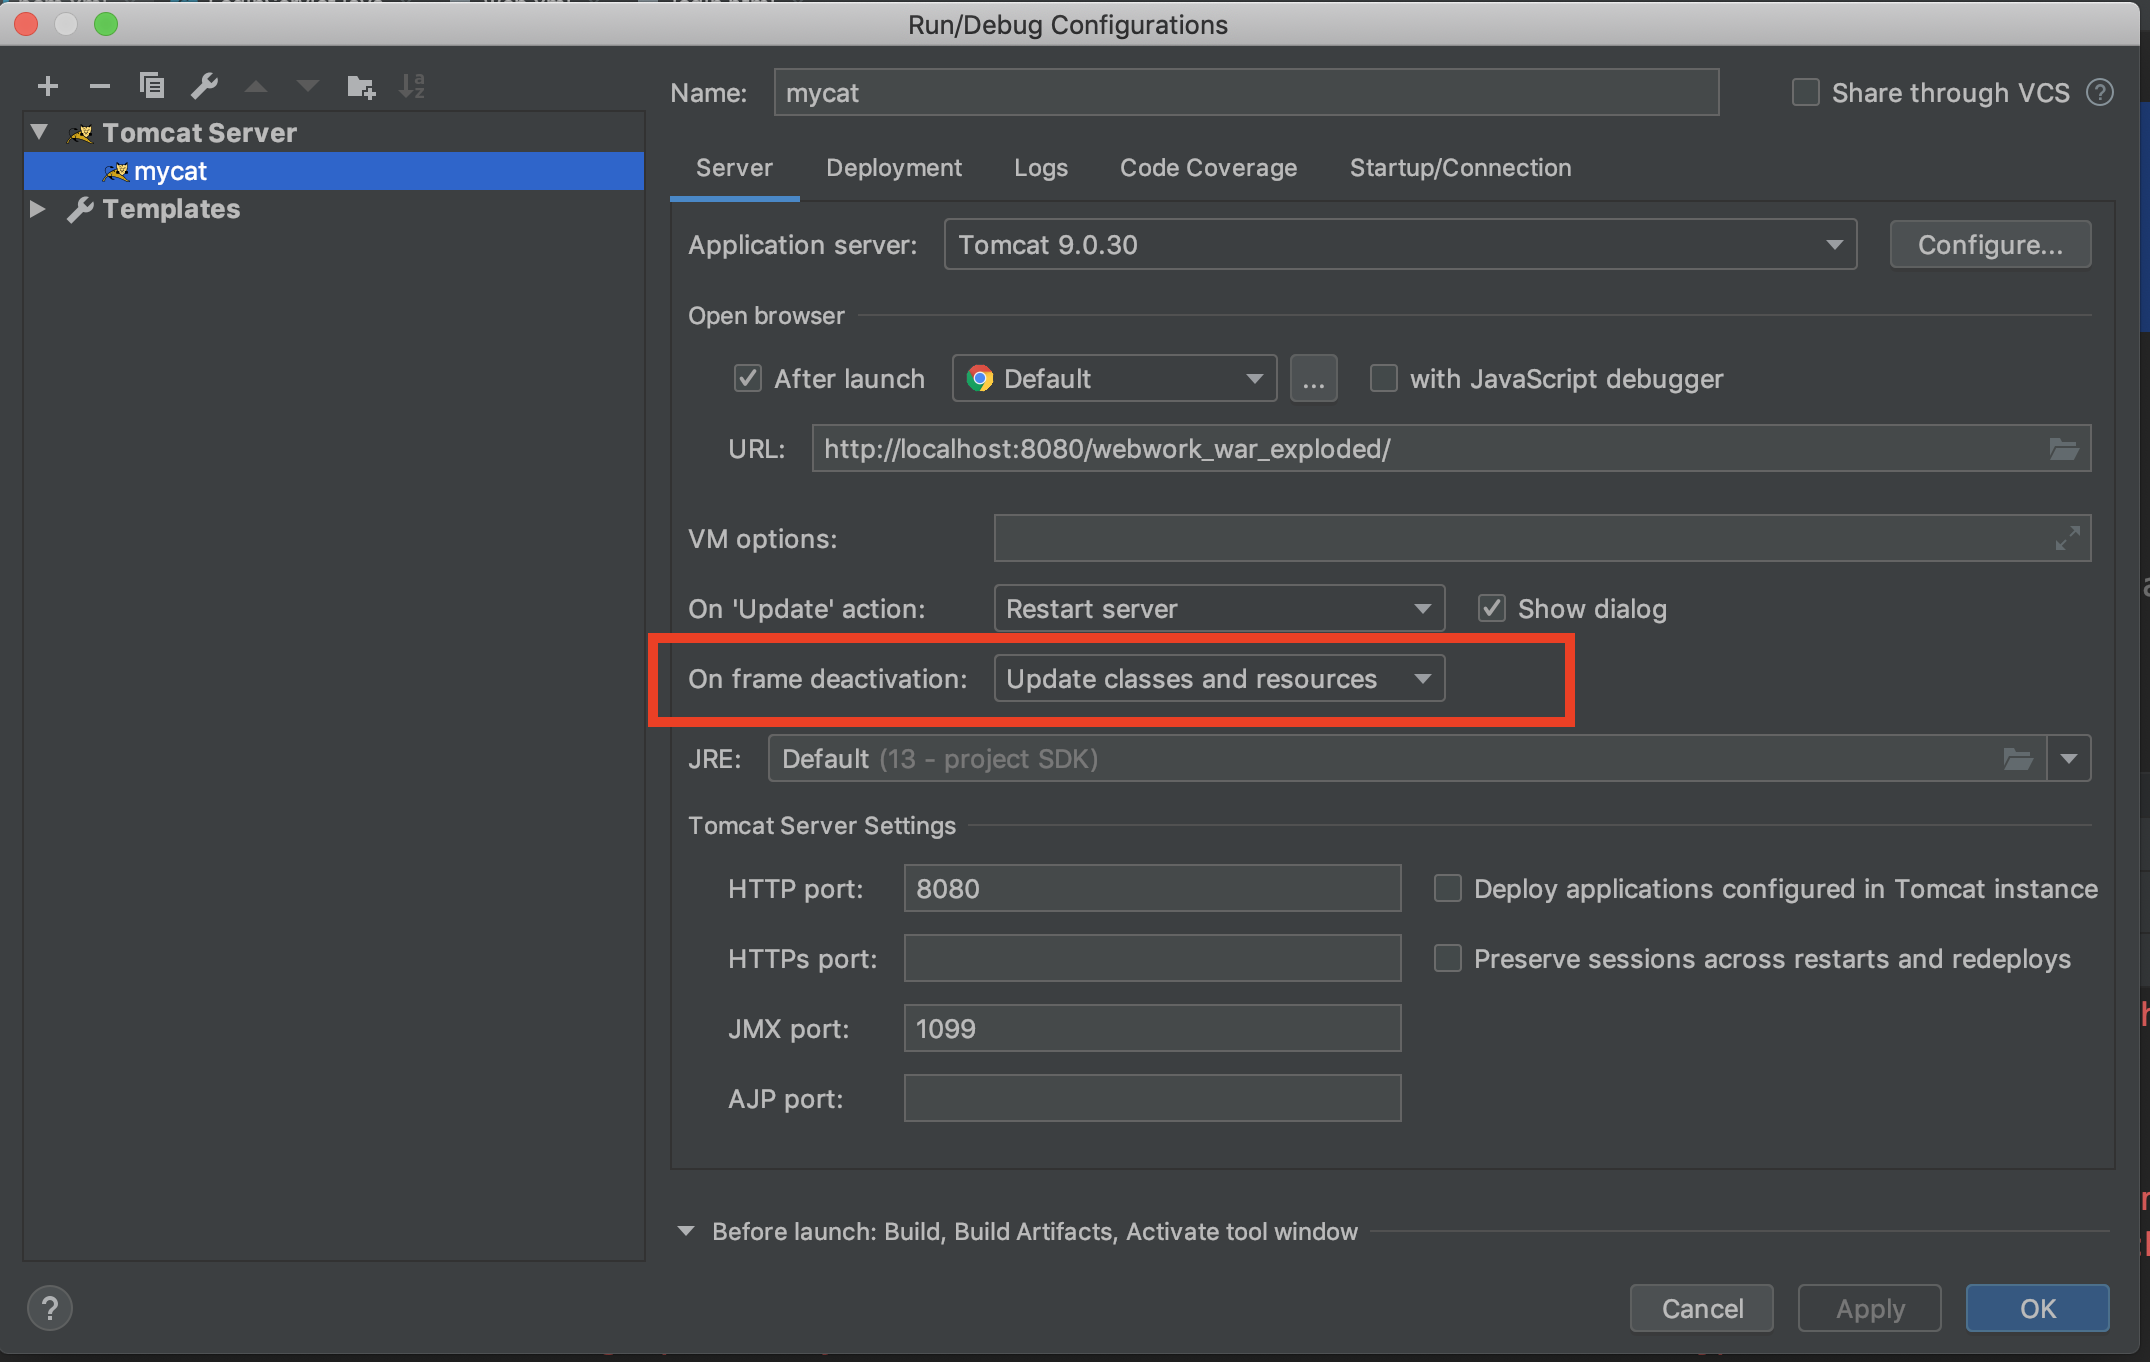 Run/Debug Configurations
Name: mycat
Share through VCS ?
Tomcat Server
mycat
Templates
Server Deployment Logs Code Coverage Startup/Connection
Application server: Tomcat 9.0.30 Configure...
Open browser
After launch Default ... with JavaScript debugger
URL: http://localhost:8080/webwork_war_exploded/
VM options:
On 'Update' action: Restart server Show dialog
On frame deactivation: Update classes and resources
JRE: Default (13 - project SDK)
Tomcat Server Settings
HTTP port: 8080 Deploy applications configured in Tomcat instance
HTTPs port: Preserve sessions across restarts and redeploys
JMX port: 1099
AJP port:
Before launch: Build, Build Artifacts, Activate tool window
? Cancel Apply OK